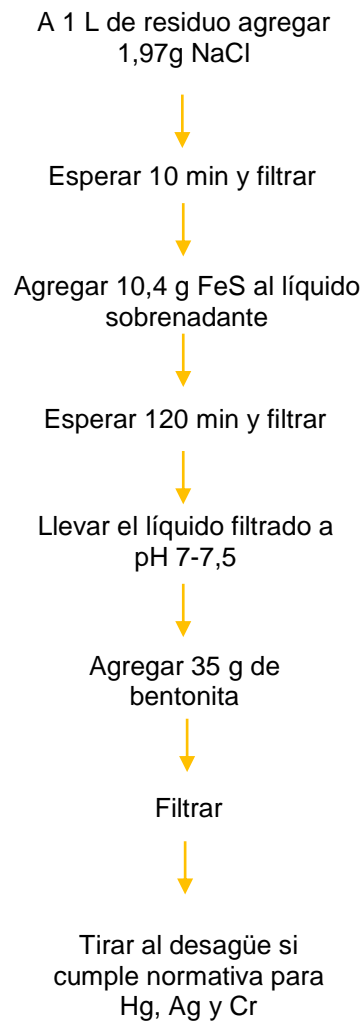 A 1 L de residuo agregar
1,97g NaCl
Esperar 10 min y filtrar
Agregar 10,4 g FeS al líquido
sobrenadante
Esperar 120 min y filtrar
Llevar el líquido filtrado a
pH 7-7,5
Agregar 35 g de
bentonita
Filtrar
Tirar al desagüe si
cumple normativa para
Hg, Ag y Cr